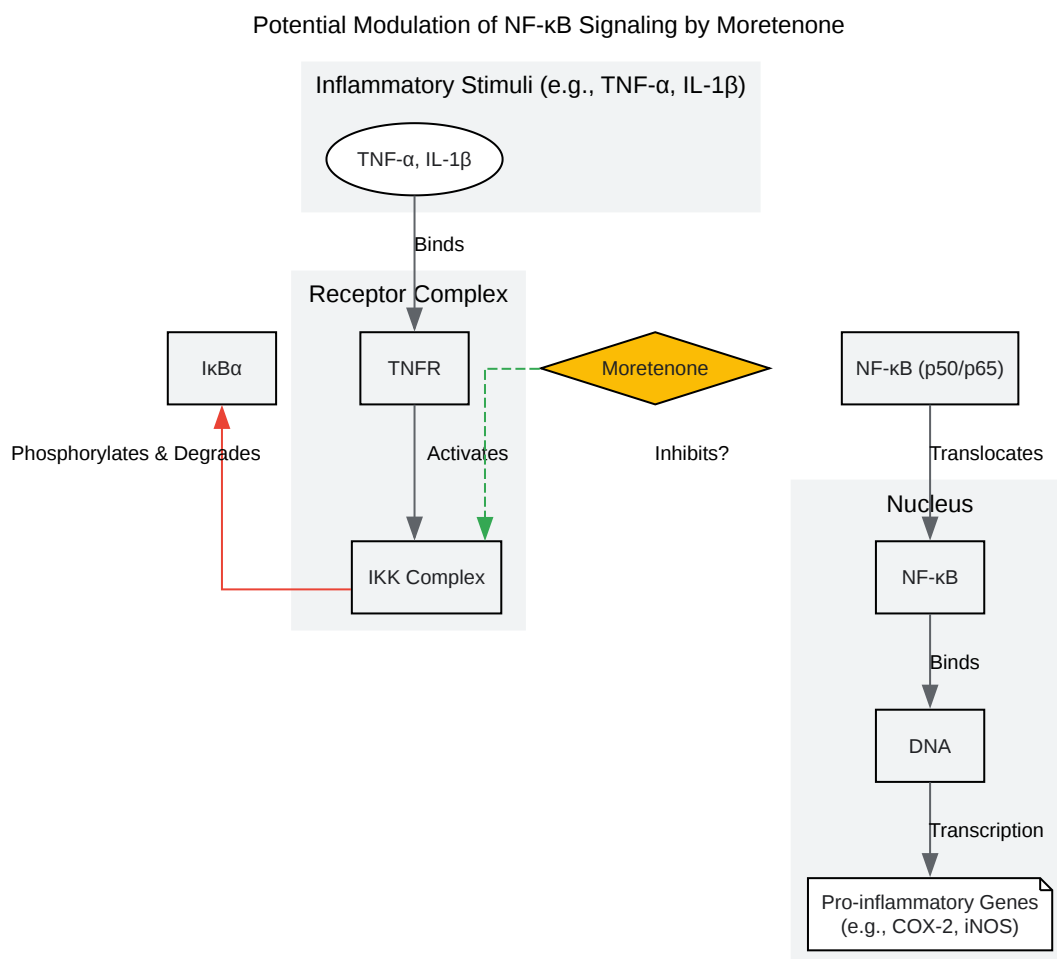 Potential Modulation of NF-κB Signaling by Moretenone
Inflammatory Stimuli (e.g., TNF-α, IL-1β)
TNF-α, IL-1β
Binds
Receptor Complex
IκBα
TNFR
Moretenone
NF-κB (p50/p65)
Phosphorylates & Degrades
Activates
Inhibits?
Translocates
Nucleus
IKK Complex
NF-κB
Binds
DNA
Transcription
Pro-inflammatory Genes
(e.g., COX-2, iNOS)